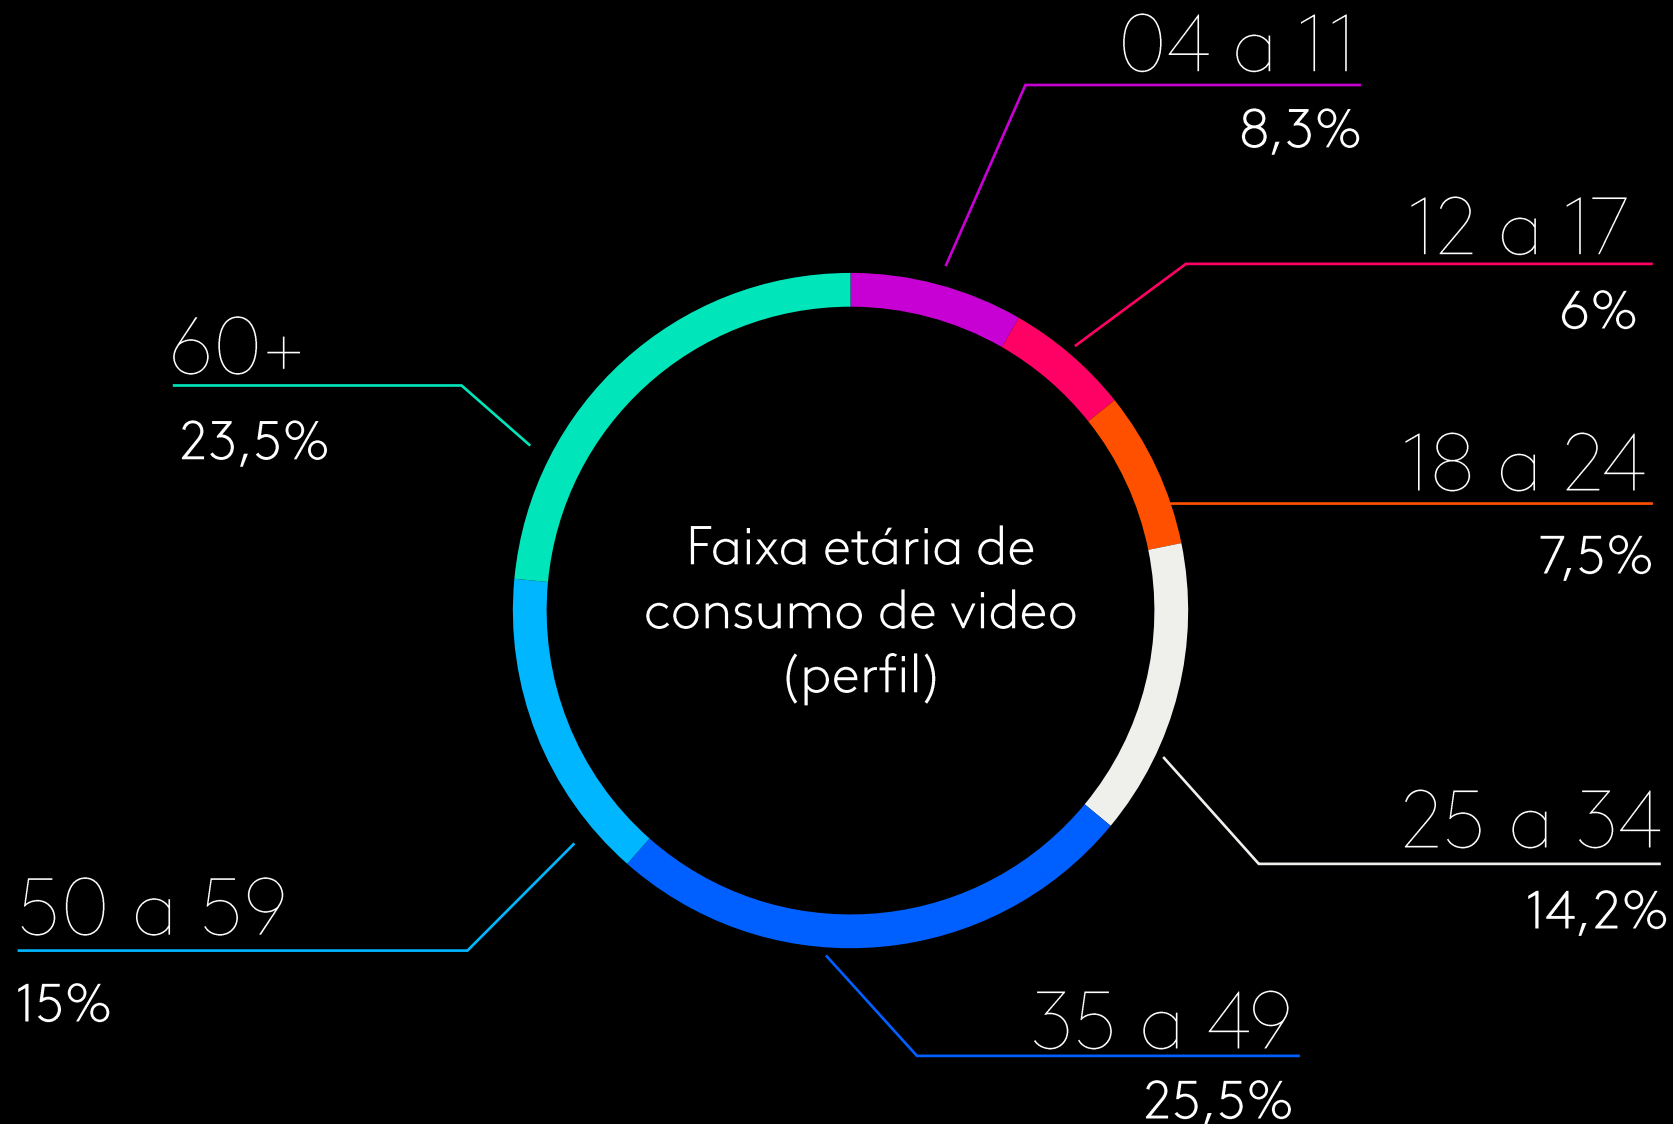 04 a 11
8,3%
12 a 17
6%
60+
23,5%
18 a 24
7,5%
Faixa etária de
consumo de video
(perfil)
25 a 34
14,2%
50 a 59
15%
35 a 49
25,5%